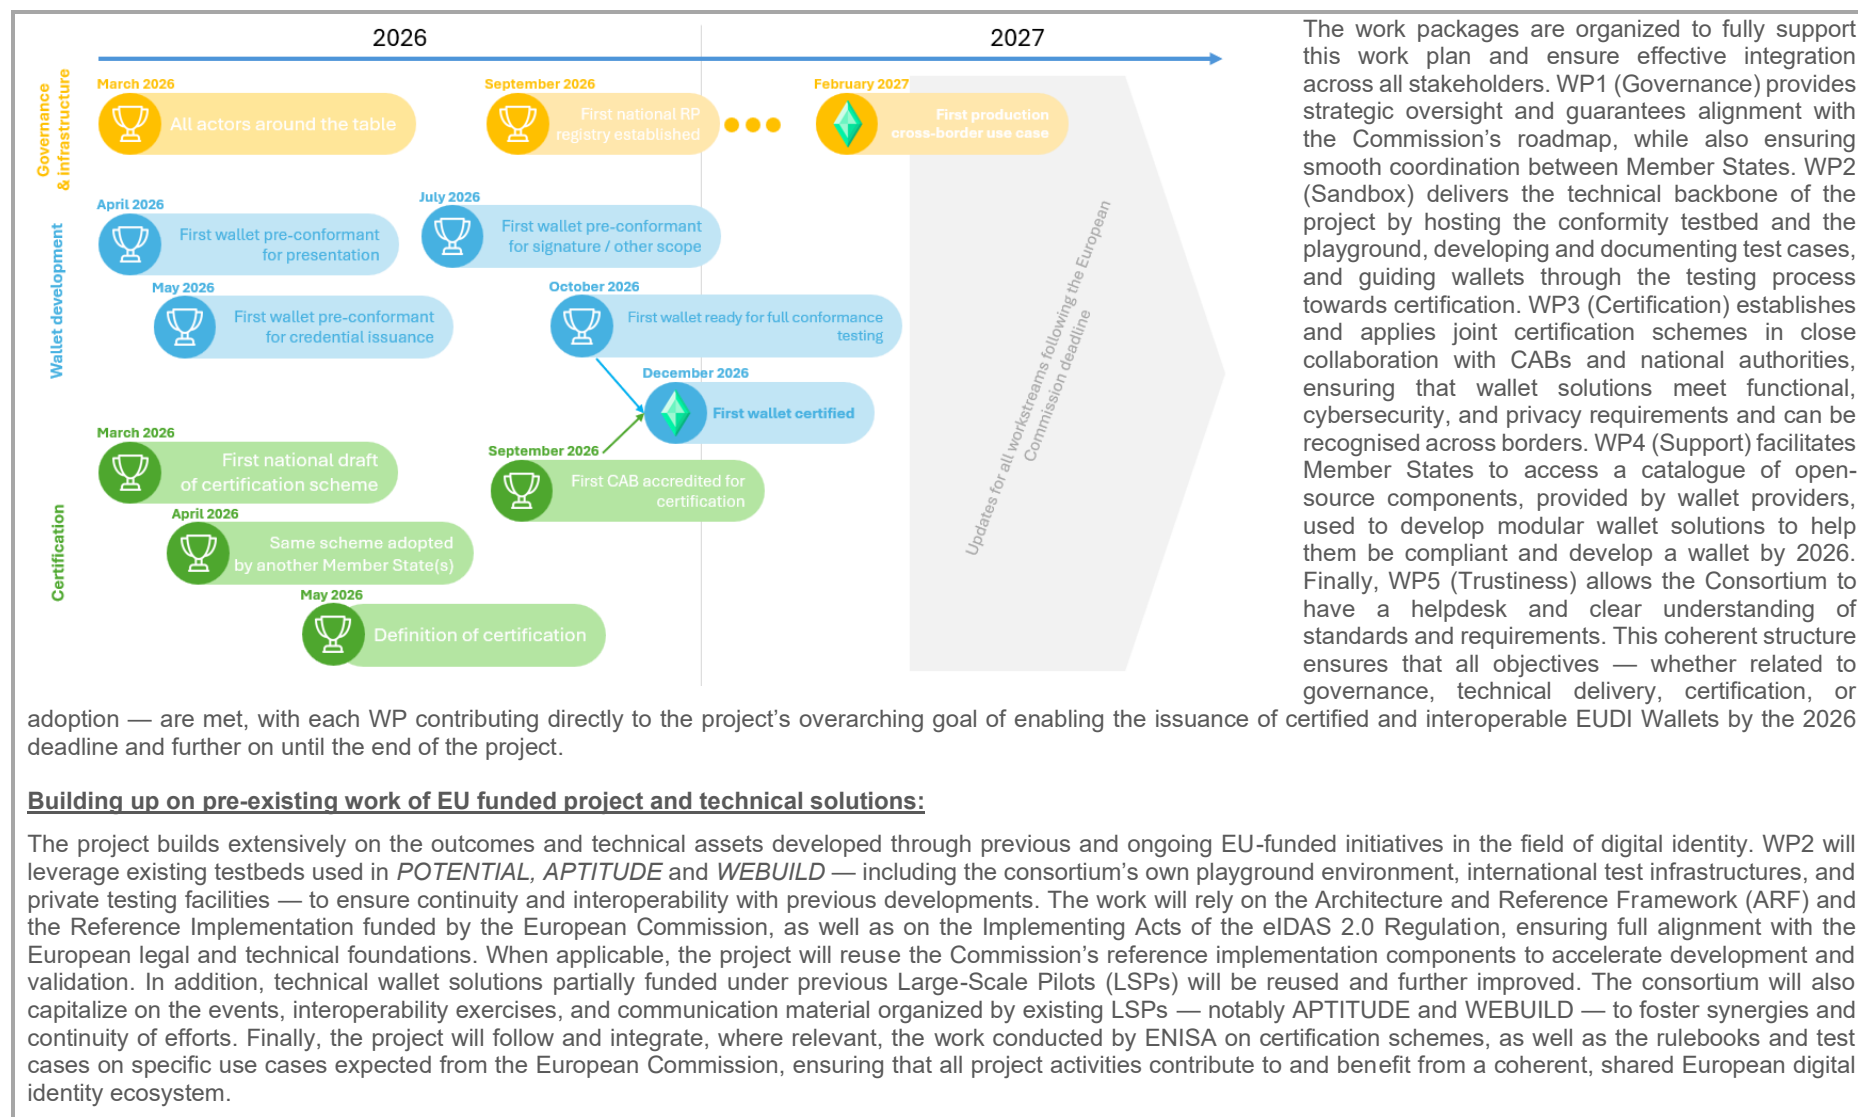 2026
2027
Governance
& infrastructure
March 2026
All actors around the table
September 2026
First national RP
registry established
February 2027
First production
cross-border use case
Wallet development
April 2026
First wallet pre-conformant
for presentation
July 2026
First wallet pre-conformant
for signature / other scope
May 2026
First wallet pre-conformant
for credential issuance
October 2026
First wallet ready for full conformance
testing
December 2026
First wallet certified
Certification
March 2026
First national draft
of certification scheme
September 2026
First CAB accredited for
certification
April 2026
Same scheme adopted
by another Member State(s)
May 2026
Definition of certification
Updates for all workstreams following the European
Commission deadline
The work packages are organized to fully support
this work plan and ensure effective integration
across all stakeholders. WP1 (Governance) provides
strategic oversight and guarantees alignment with
the Commission's roadmap, while also ensuring
smooth coordination between Member States. WP2
(Sandbox) delivers the technical backbone of the
project by hosting the conformity testbed and the
playground, developing and documenting test cases,
and guiding wallets through the testing process
towards certification. WP3 (Certification) establishes
and applies joint certification schemes in close
collaboration with CABs and national authorities,
ensuring that wallet solutions meet functional,
cybersecurity, and privacy requirements and can be
recognised across borders. WP4 (Support) facilitates
Member States to access a catalogue of open-
source components, provided by wallet providers,
used to develop modular wallet solutions to help
them be compliant and develop a wallet by 2026.
Finally, WP5 (Trustiness) allows the Consortium to
have a helpdesk and clear understanding of
standards and requirements. This coherent structure
ensures that all objectives — whether related to
governance, technical delivery, certification, or
adoption — are met, with each WP contributing directly to the project's overarching goal of enabling the issuance of certified and interoperable EUDI Wallets by the 2026
deadline and further on until the end of the project.
Building up on pre-existing work of EU funded project and technical solutions:
The project builds extensively on the outcomes and technical assets developed through previous and ongoing EU-funded initiatives in the field of digital identity. WP2 will
leverage existing testbeds used in POTENTIAL, APTITUDE and WEBUILD — including the consortium's own playground environment, international test infrastructures, and
private testing facilities — to ensure continuity and interoperability with previous developments. The work will rely on the Architecture and Reference Framework (ARF) and
the Reference Implementation funded by the European Commission, as well as on the Implementing Acts of the eIDAS 2.0 Regulation, ensuring full alignment with the
European legal and technical foundations. When applicable, the project will reuse the Commission's reference implementation components to accelerate development and
validation. In addition, technical wallet solutions partially funded under previous Large-Scale Pilots (LSPs) will be reused and further improved. The consortium will also
capitalize on the events, interoperability exercises, and communication material organized by existing LSPs — notably APTITUDE and WEBUILD — to foster synergies and
continuity of efforts. Finally, the project will follow and integrate, where relevant, the work conducted by ENISA on certification schemes, as well as the rulebooks and test
cases on specific use cases expected from the European Commission, ensuring that all project activities contribute to and benefit from a coherent, shared European digital
identity ecosystem.